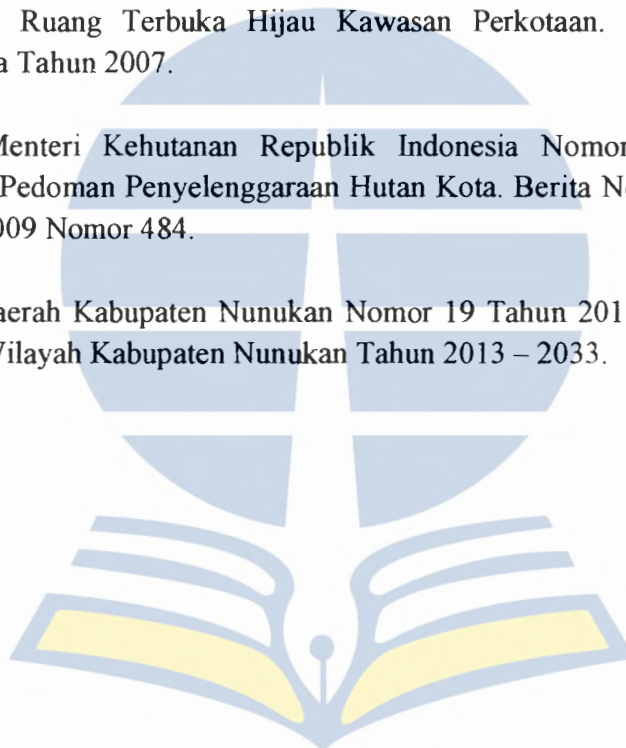 Ruang Terbuka Hijau Kawasan Perkotaan.
a Tahun 2007.
Menteri Kehutanan Republik Indonesia Nomor
Pedoman Penyelenggaraan Hutan Kota. Berita Ne
009 Nomor 484.
aerah Kabupaten Nunukan Nomor 19 Tahun 201
Wilayah Kabupaten Nunukan Tahun 2013 – 2033.